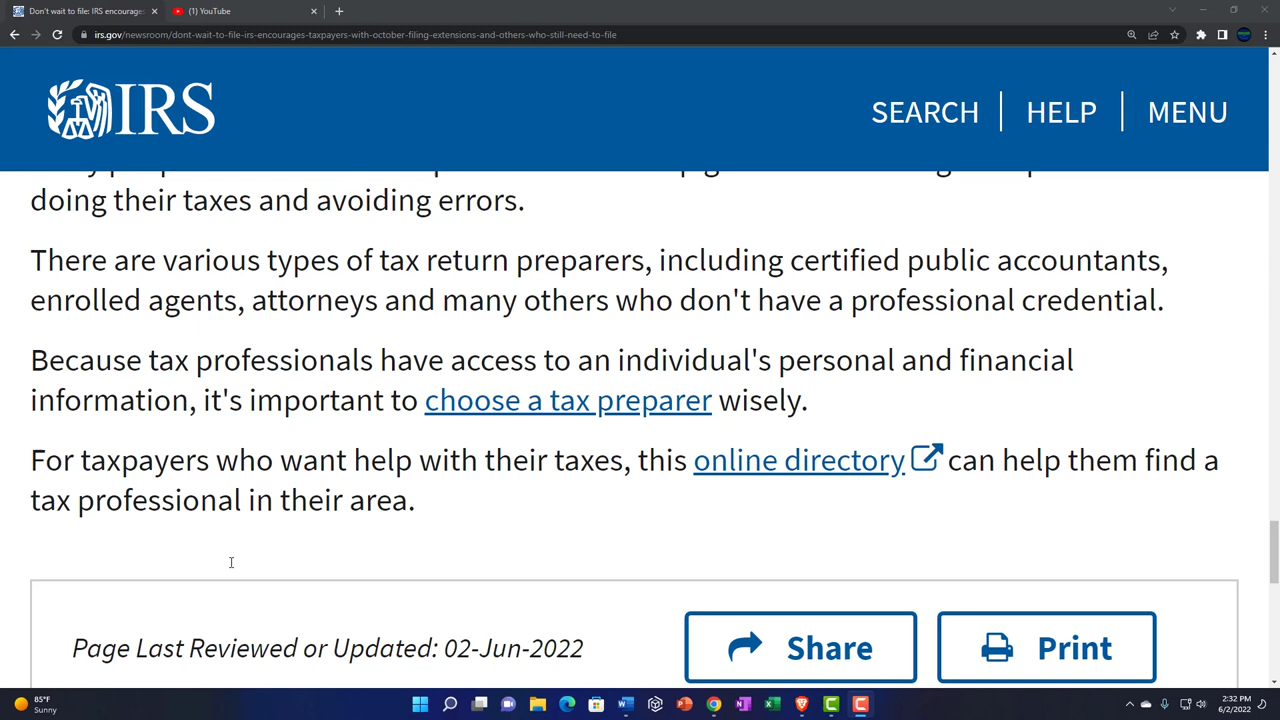 Don't wait to file: IRS encourage
(1) YouTube
irs.gov/newsroom/dont-wait-to-file-irs-encourages-taxpayers-with-october-filing-extensions-and-others-who-still-need-to-file
IRS
SEARCH
HELP
MENU
doing their taxes and avoiding errors.
There are various types of tax return preparers, including certified public accountants,
enrolled agents, attorneys and many others who don't have a professional credential.
Because tax professionals have access to an individual's personal and financial
information, it's important to choose a tax preparer wisely.
For taxpayers who want help with their taxes, this online directory can help them find a
tax professional in their area.
Page Last Reviewed or Updated: 02-Jun-2022
Share
Print
85°F
Sunny
2:32 PM
6/2/2022